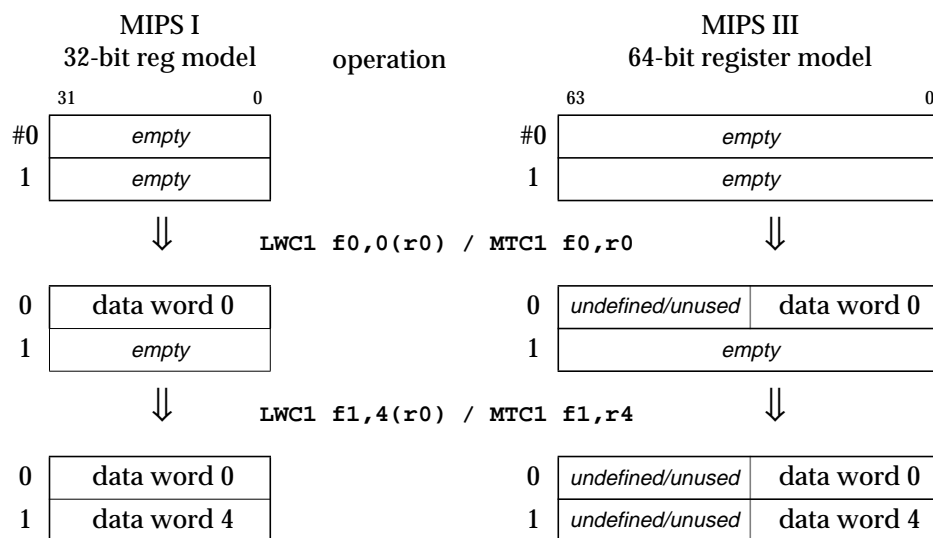 MIPS I MIPS III
32-bit reg model operation 64-bit register model
31 0 63 0
#0 empty #0 empty
1 empty 1 empty
⇓ LWC1 f0,0(r0) / MTC1 f0,r0 ⇓
0 data word 0 0 undefined/unused data word 0
1 empty 1 empty
⇓ LWC1 f1,4(r0) / MTC1 f1,r4 ⇓
0 data word 0 0 undefined/unused data word 0
1 data word 4 1 undefined/unused data word 4